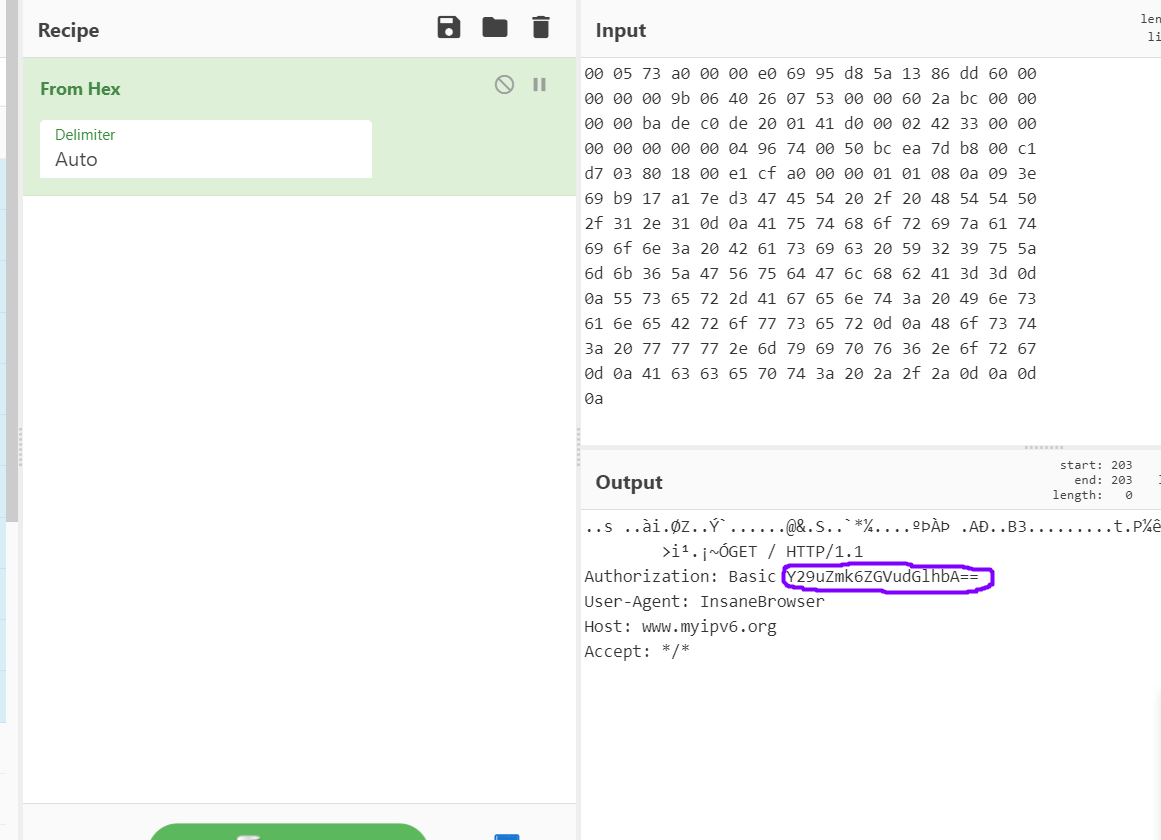 Recipe
From Hex
Delimiter
Auto
Input
len
li
00 05 73 a0 00 00 e0 69 95 d8 5a 13 86 dd 60 00
00 00 00 9b 06 40 26 07 53 00 00 60 2a bc 00 00
00 00 ba de c0 de 20 01 41 d0 00 02 42 33 00 00
00 00 00 00 00 04 96 74 00 50 bc ea 7d b8 00 c1
d7 03 80 18 00 e1 cf a0 00 00 01 01 08 0a 09 3e
69 b9 17 a1 7e d3 47 45 54 20 2f 20 48 54 54 50
2f 31 2e 31 0d 0a 41 75 74 68 6f 72 69 7a 61 74
69 6f 6e 3a 20 42 61 73 69 63 20 59 32 39 75 5a
6d 6b 36 5a 47 56 75 64 47 6c 68 62 41 3d 3d 0d
0a 55 73 65 72 2d 41 67 65 6e 74 3a 20 49 6e 73
61 6e 65 42 72 6f 77 73 65 72 0d 0a 48 6f 73 74
3a 20 77 77 77 2e 6d 79 69 70 76 36 2e 6f 72 67
0d 0a 41 63 63 65 70 74 3a 20 2a 2f 2a 0d 0a 0d
0a
Output
start: 203
end: 203
length: 0
..s ..ài.ØZ..Ý`......@&.S..`*¼....ºÞÀÞ .AÐ..B3.........t.P¼ê
>i¹.¡~ÓGET / HTTP/1.1
Authorization: Basic Y29uZmk6ZGVudGlhbA==
User-Agent: InsaneBrowser
Host: www.myipv6.org
Accept: */*